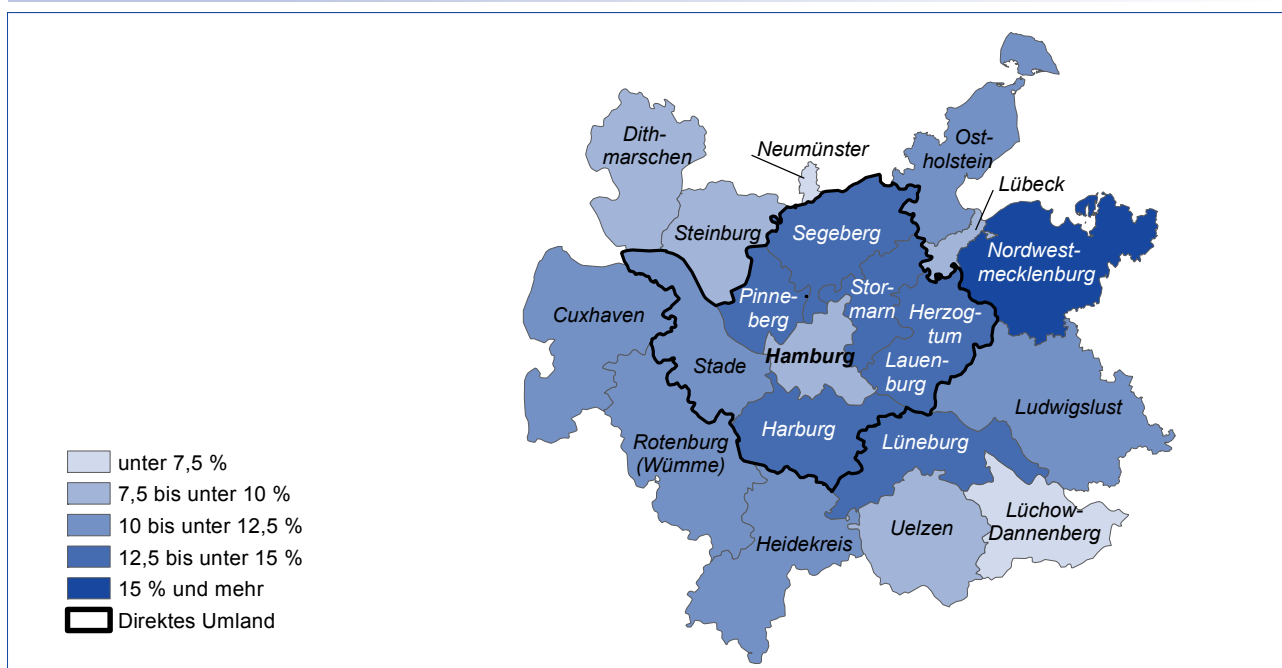 Dith-
marschen
Neumünster
Ost-
holstein
Lübeck
Steinburg
Segeberg
Nordwest-
mecklenburg
Cuxhaven
Pinne-
berg
Stor-
marn
Herzog-
tum
Lauen-
burg
Stade
Hamburg
Ludwigslust
Rotenburg
(Wümme)
Harburg
Lüneburg
Heidekreis
Uelzen
Lüchow-
Dannenberg
unter 7,5 %
7,5 bis unter 10 %
10 bis unter 12,5 %
12,5 bis unter 15 %
15 % und mehr
Direktes Umland